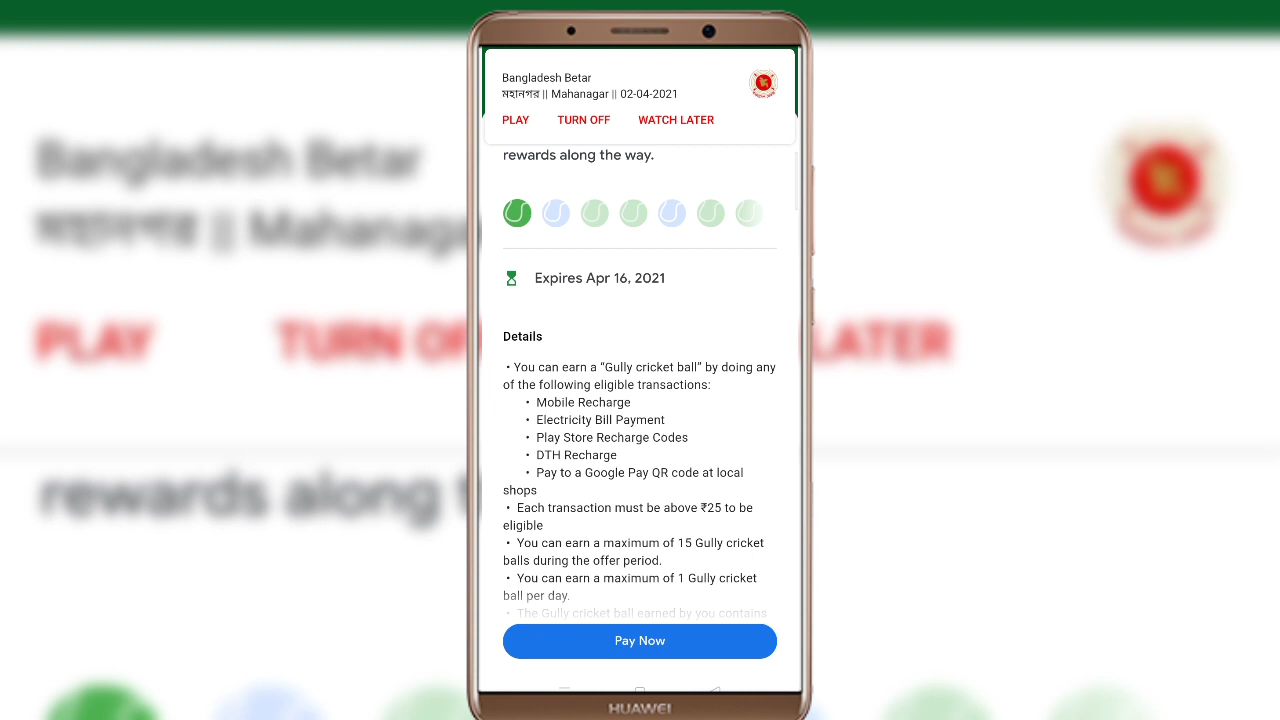 Bangladesh Betar
মহানগর || Mahanagar || 02-04-2021
PLAY TURN OFF WATCH LATER
rewards along the way.
Expires Apr 16, 2021
Details
• You can earn a “Gully cricket ball” by doing any
of the following eligible transactions:
• Mobile Recharge
• Electricity Bill Payment
• Play Store Recharge Codes
• DTH Recharge
• Pay to a Google Pay QR code at local
shops
• Each transaction must be above ₹25 to be
eligible
• You can earn a maximum of 15 Gully cricket
balls during the offer period.
• You can earn a maximum of 1 Gully cricket
ball per day.
• The Gully cricket ball earned by you contains
Pay Now
HUAWEI
Bangladesh Betar
মহানগর || Mahanaga
PLAY TURN OF LATER
rewards along t